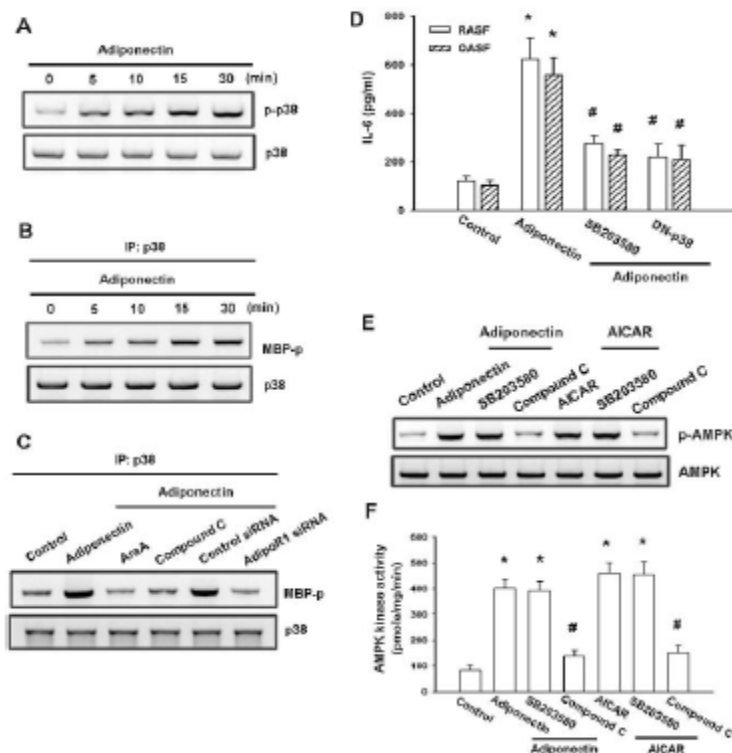 A
Adiponectin
0 5 10 15 30 (min)
p-p38
p38
B
IP: p38
Adiponectin
0 5 10 15 30 (min)
MBP-p
p38
C
IP: p38
Adiponectin
Control Adiponectin AraA Compound C Control siRNA AdipoR1 siRNA
MBP-p
p38
D
RASF
OASF
IL-6 (pg/ml)
800
600
400
200
0
* *
# # # #
Control Adiponectin SB203580 DN-p38
Adiponectin
E
Adiponectin AICAR
Control Adiponectin SB203580 Compound C AICAR SB203580 Compound C
p-AMPK
AMPK
F
AMPK kinase activity
(pmole/mg/min)
600
500
400
300
200
100
0
* * # * * #
Control Adiponectin SB203580 Compound C AICAR SB203580 Compound C
Adiponectin AICAR